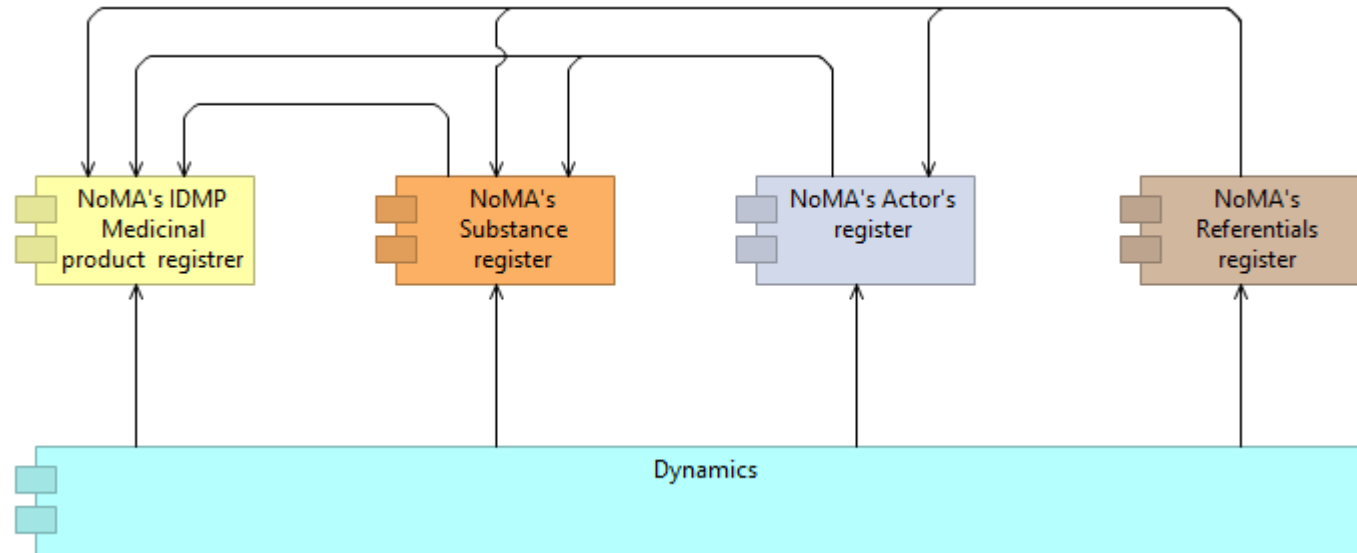 NoMA's IDMP
Medicinal
product  registrer
NoMA's
Substance
register
NoMA's Actor's
register
NoMA's
Referentials
register
Dynamics